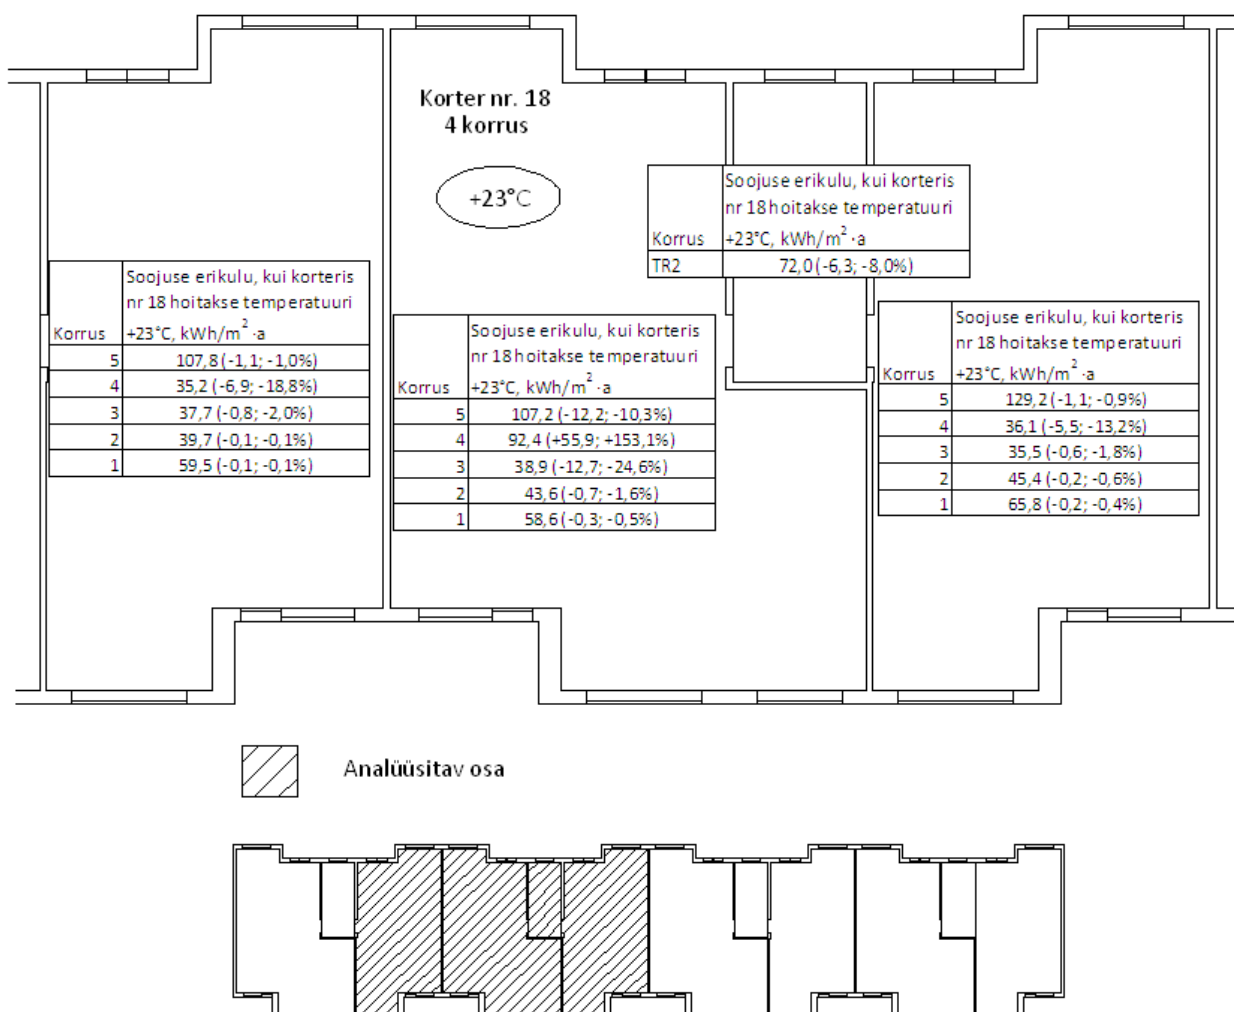 Korter nr. 18
4 korrus
+23°C
Soojuse erikulu, kui korteris
nr 18 hoitakse temperatuuri
Korrus +23°C, kWh/m²·a
TR2 72,0 (-6,3; -8,0%)
Soojuse erikulu, kui korteris
nr 18 hoitakse temperatuuri
Korrus +23°C, kWh/m²·a
5 107,8 (-1,1; -1,0%)
4 35,2 (-6,9; -18,8%)
3 37,7 (-0,8; -2,0%)
2 39,7 (-0,1; -0,1%)
1 59,5 (-0,1; -0,1%)
Soojuse erikulu, kui korteris
nr 18 hoitakse temperatuuri
Korrus +23°C, kWh/m²·a
5 107,2 (-12,2; -10,3%)
4 92,4 (+55,9; +153,1%)
3 38,9 (-12,7; -24,6%)
2 43,6 (-0,7; -1,6%)
1 58,6 (-0,3; -0,5%)
Soojuse erikulu, kui korteris
nr 18 hoitakse temperatuuri
Korrus +23°C, kWh/m²·a
5 129,2 (-1,1; -0,9%)
4 36,1 (-5,5; -13,2%)
3 35,5 (-0,6; -1,8%)
2 45,4 (-0,2; -0,6%)
1 65,8 (-0,2; -0,4%)
Analüüsitav osa